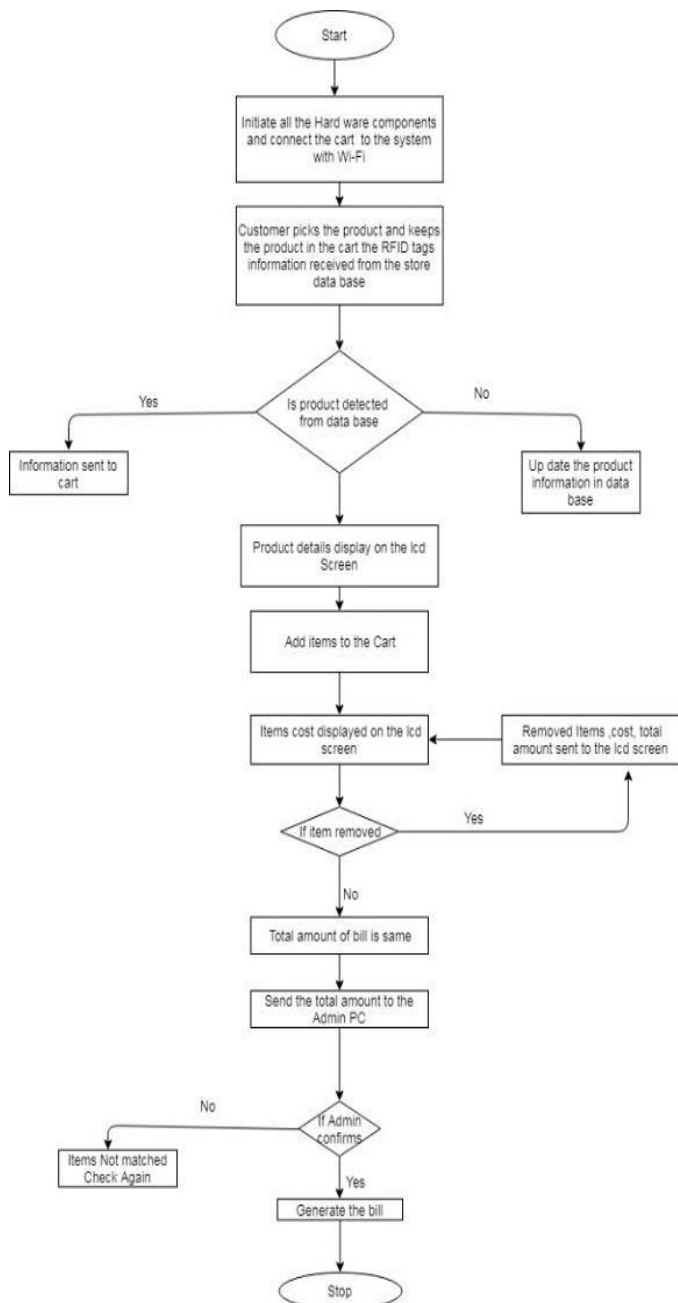 Start
Initiate all the Hard ware components
and connect the cart to the system
with Wi-Fi
Customer picks the product and keeps
the product in the cart the RFID tags
information received from the store
data base
Yes
Is product detected
from data base
No
Information sent to
cart
Up date the product
information in data
base
Product details display on the lcd
Screen
Add items to the Cart
Items cost displayed on the lcd
screen
Removed Items ,cost, total
amount sent to the lcd screen
If item removed
Yes
No
Total amount of bill is same
Send the total amount to the
Admin PC
No
If Admin
confirms
Items Not matched
Check Again
Yes
Generate the bill
Stop